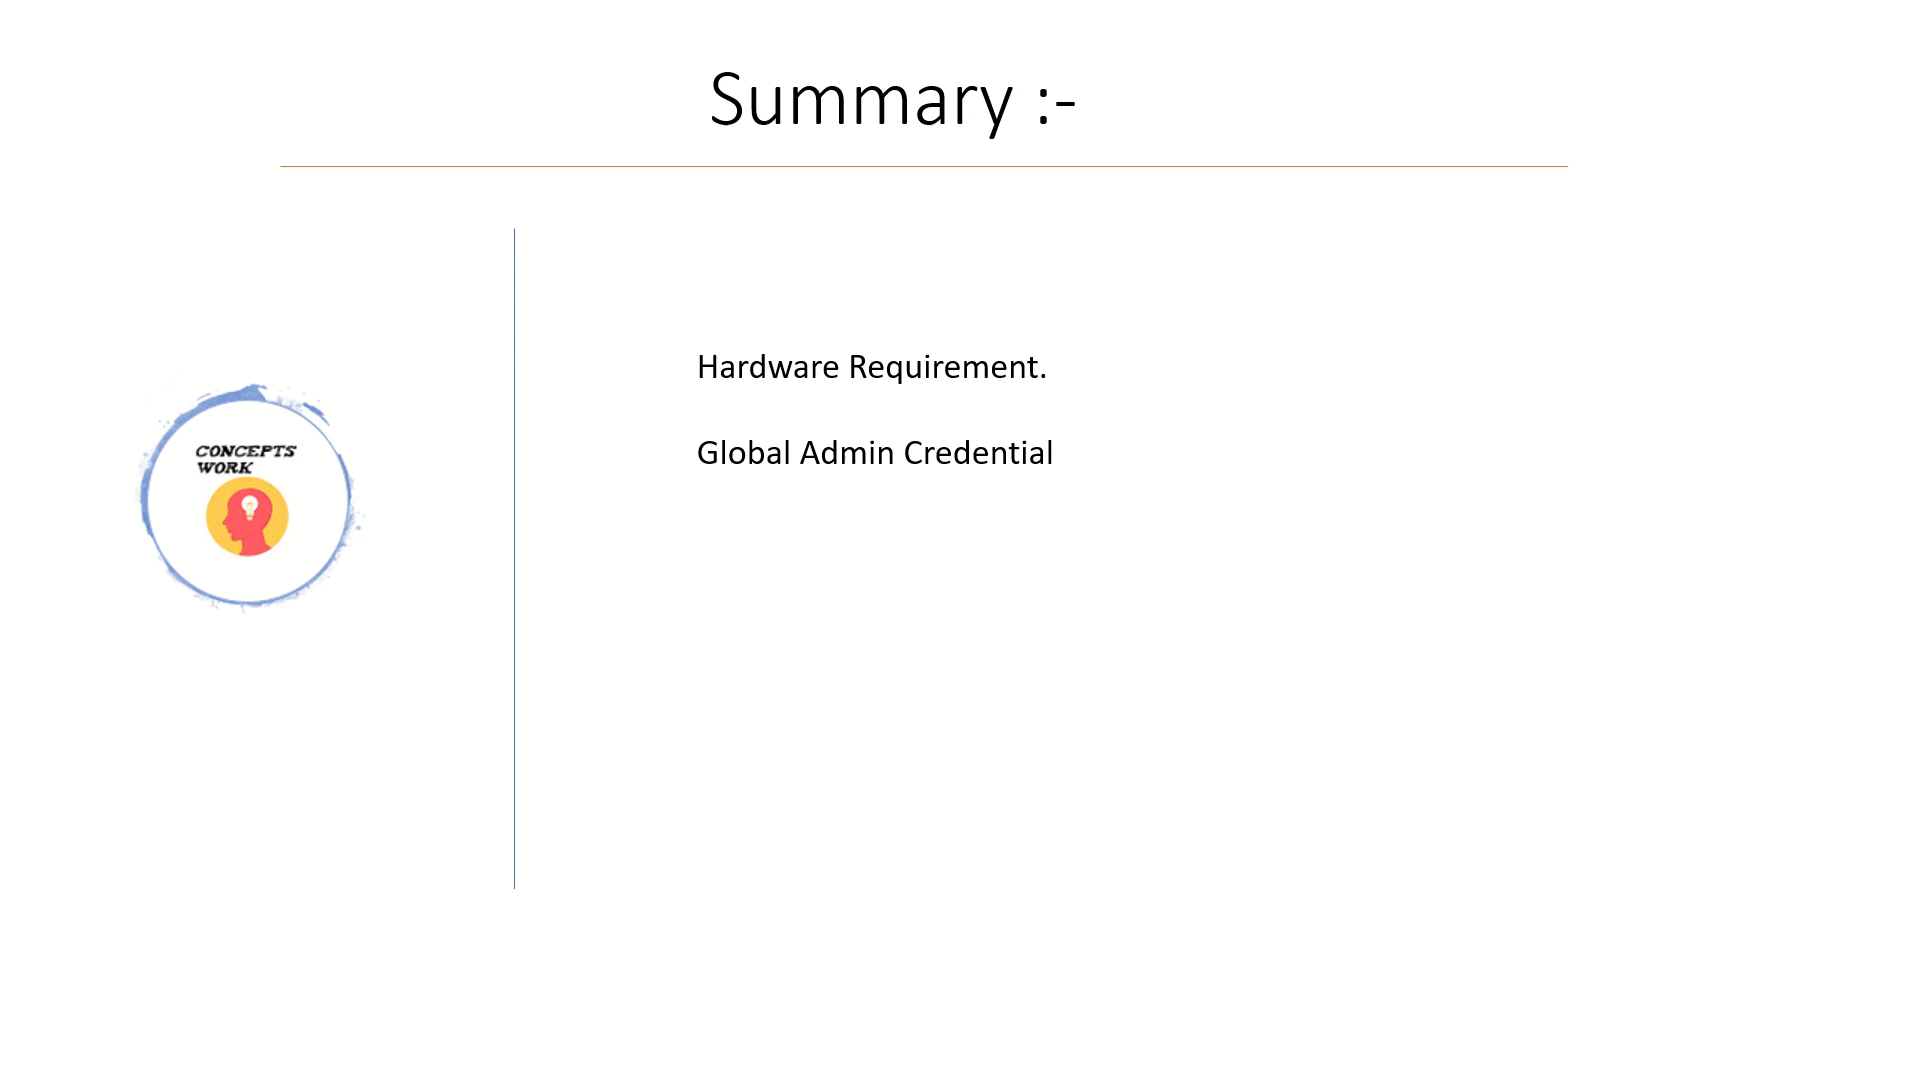 Summary :-
CONCEPTS
WORK
Hardware Requirement.
Global Admin Credential